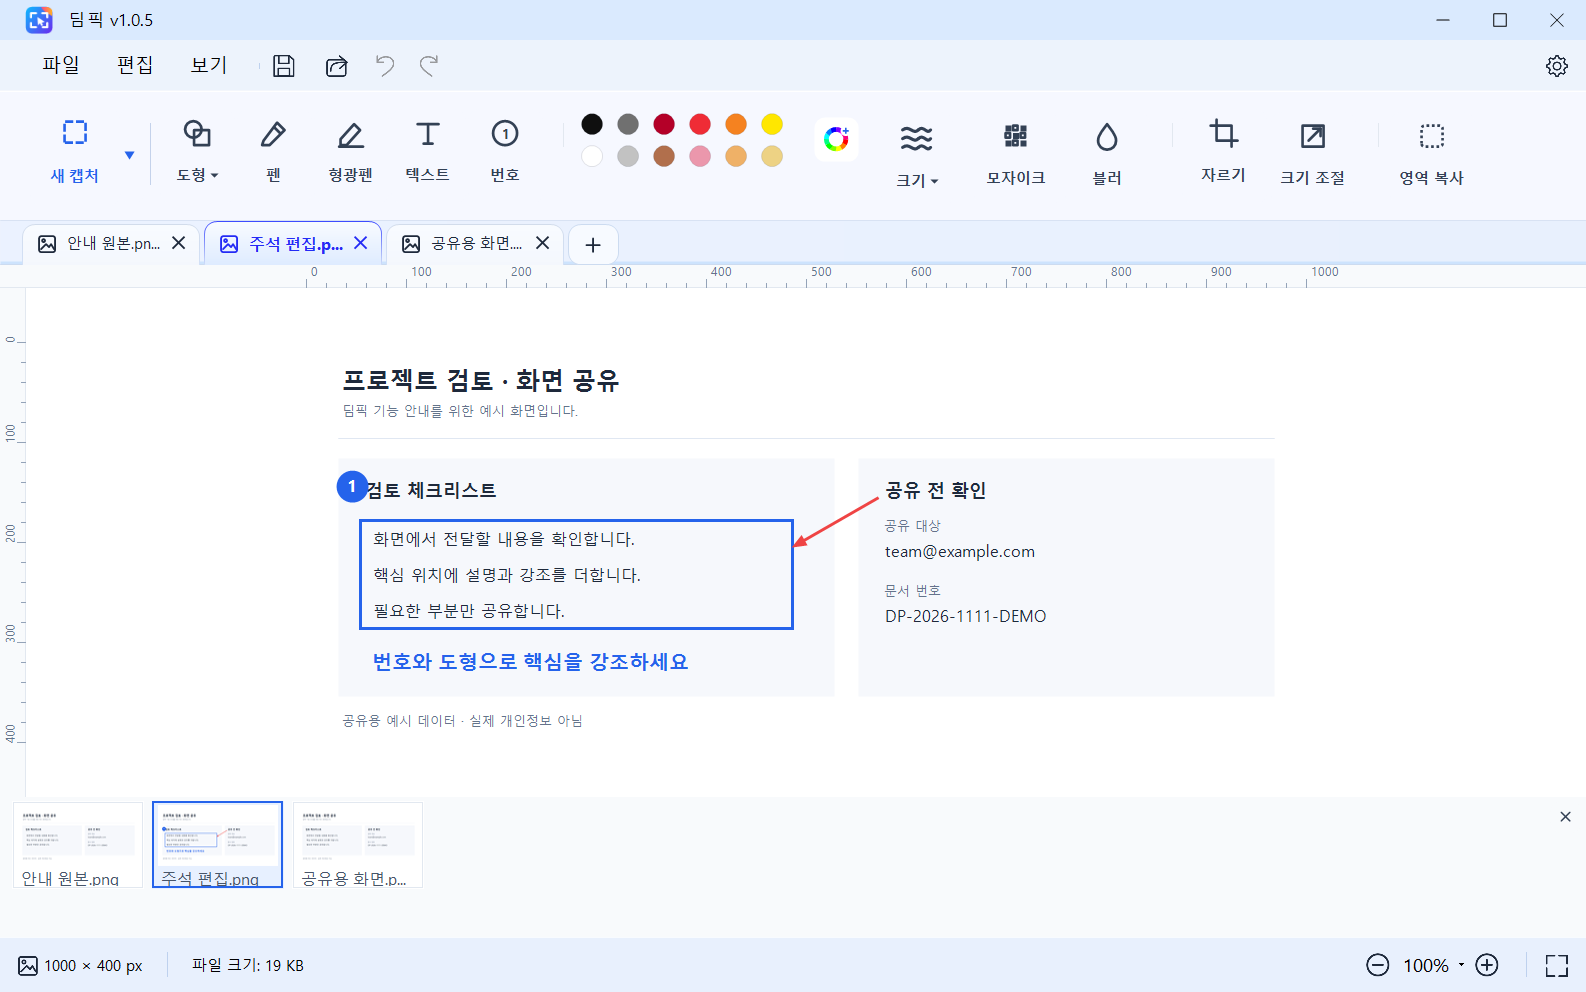 딤픽 v1.0.5
파일 편집 보기
새 캡처
도형
펜
형광펜
텍스트
1
번호
크기
모자이크
블러
자르기
크기 조절
영역 복사
안내 원본.pn...
주석 편집.p...
공유용 화면....
0 100 200 300 400 500 600 700 800 900 1000
0
100
200
300
400
프로젝트 검토 · 화면 공유
딤픽 기능 안내를 위한 예시 화면입니다.
1
검토 체크리스트
화면에서 전달할 내용을 확인합니다.
핵심 위치에 설명과 강조를 더합니다.
필요한 부분만 공유합니다.
번호와 도형으로 핵심을 강조하세요
공유 전 확인
공유 대상
team@example.com
문서 번호
DP-2026-1111-DEMO
공유용 예시 데이터 · 실제 개인정보 아님
안내 원본.png
주석 편집.png
공유용 화면.p...
1000 × 400 px
파일 크기: 19 KB
100%